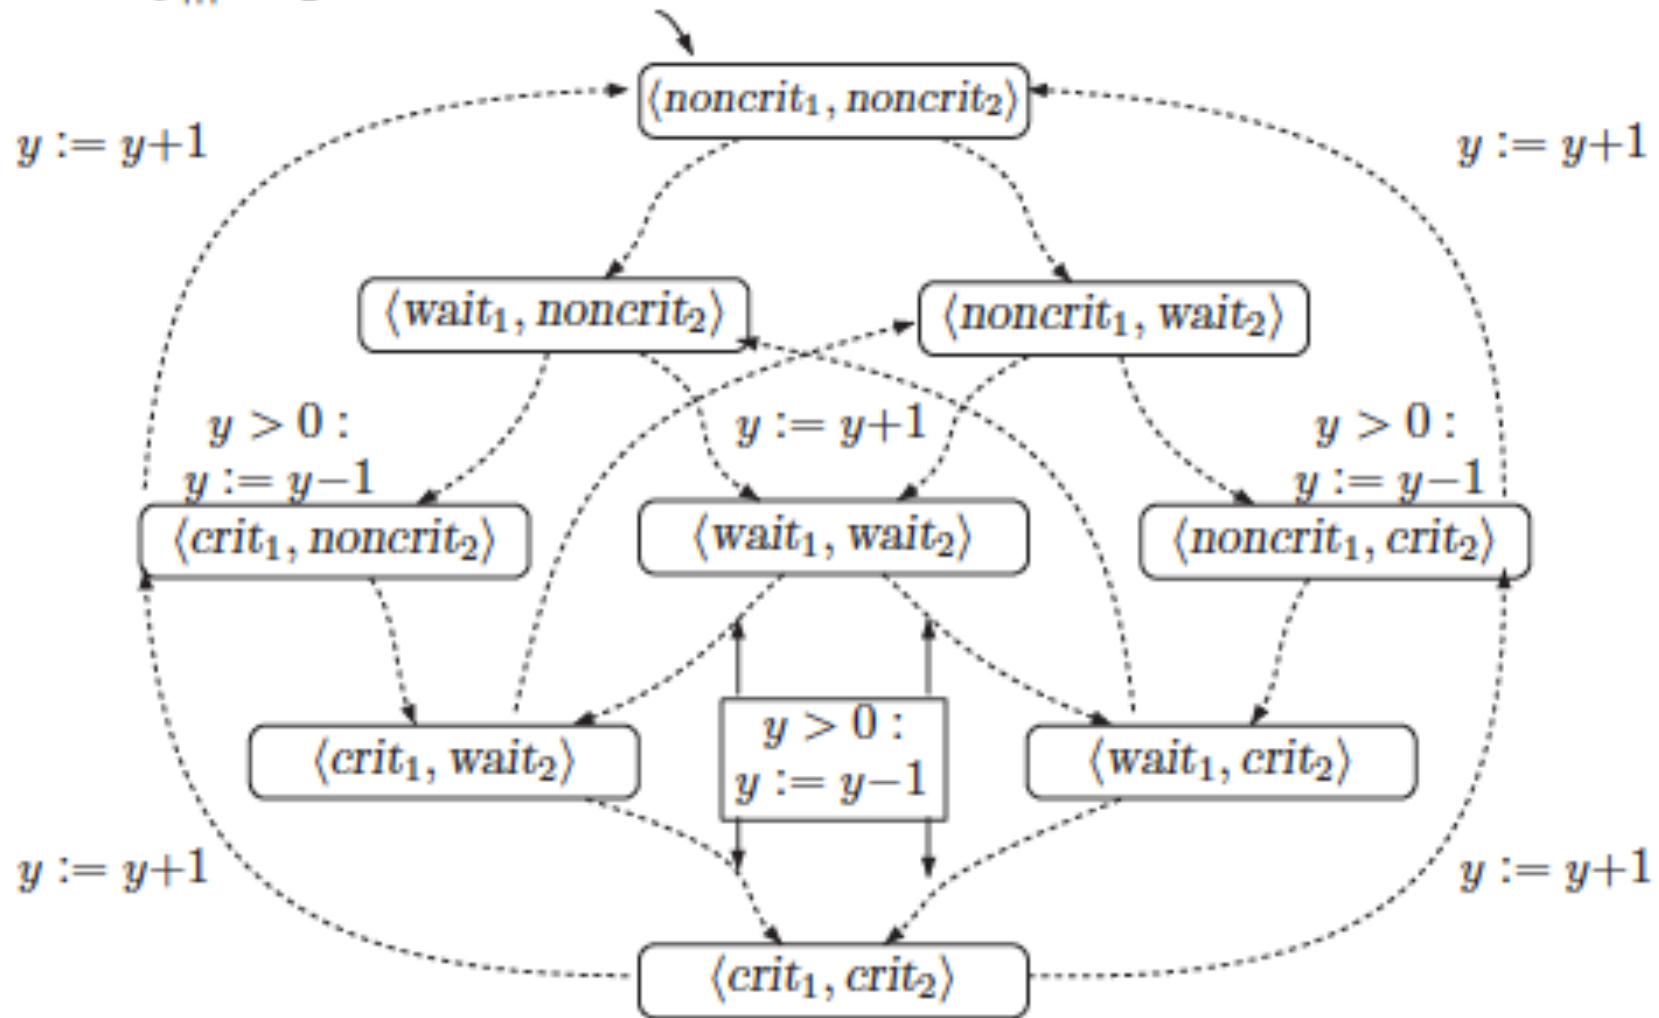 ⟨noncrit₁, noncrit₂⟩
y := y+1
y := y+1
⟨wait₁, noncrit₂⟩
⟨noncrit₁, wait₂⟩
y > 0 :
y := y−1
y := y+1
y > 0 :
y := y−1
⟨crit₁, noncrit₂⟩
⟨wait₁, wait₂⟩
⟨noncrit₁, crit₂⟩
⟨crit₁, wait₂⟩
y > 0 :
y := y−1
⟨wait₁, crit₂⟩
y := y+1
y := y+1
⟨crit₁, crit₂⟩